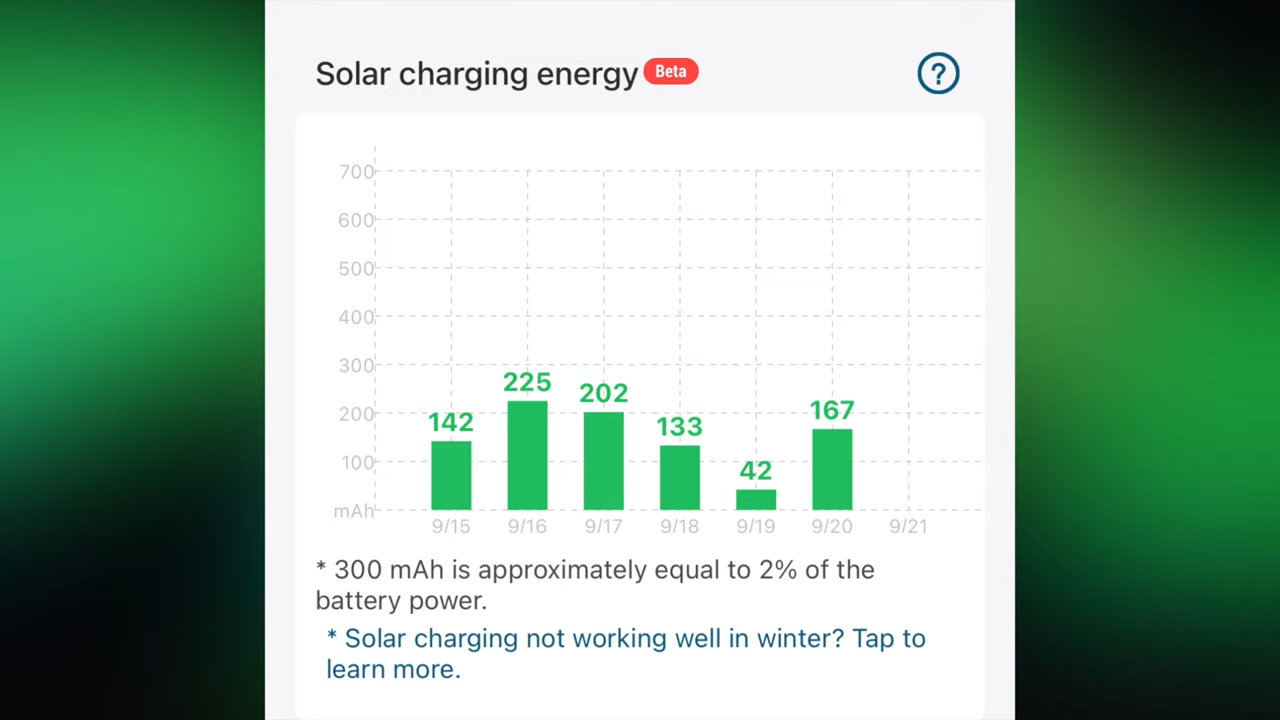 Solar charging energy Beta ?
700
600
500
400
300
200
100
mAh
142
225
202
133
42
167
9/15 9/16 9/17 9/18 9/19 9/20 9/21
* 300 mAh is approximately equal to 2% of the
battery power.
* Solar charging not working well in winter? Tap to
learn more.